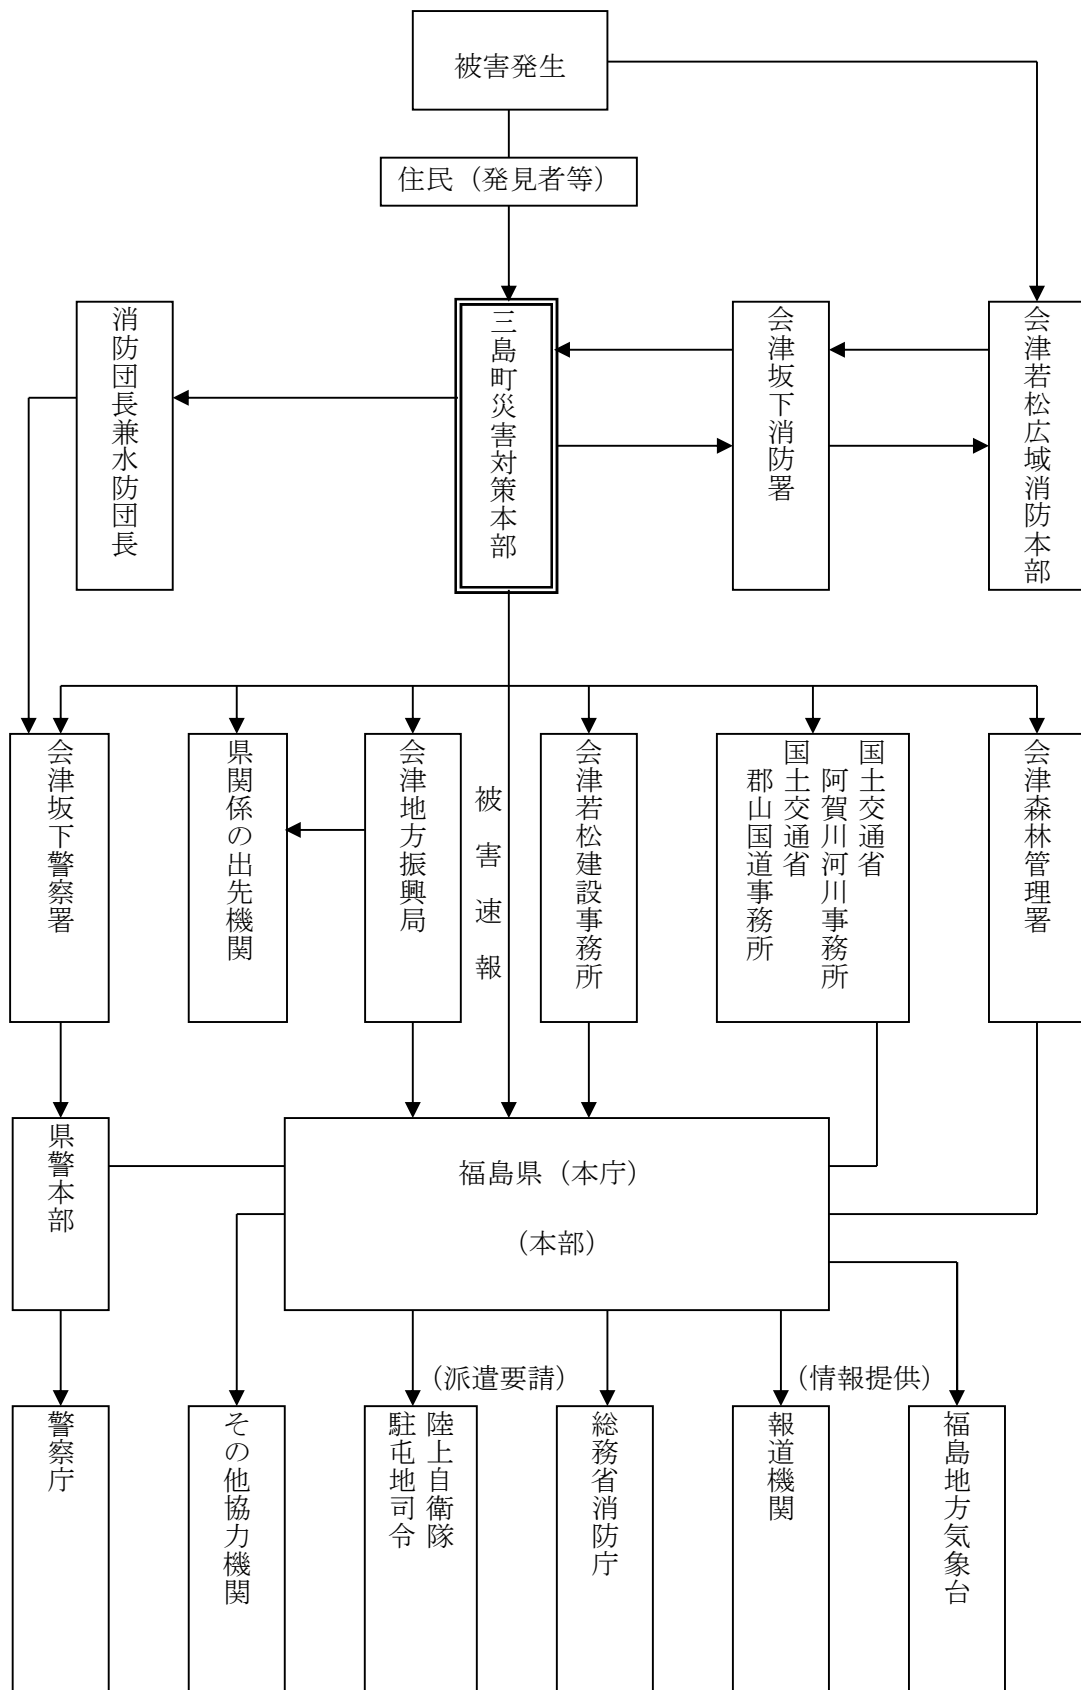 被害発生
住民（発見者等）
消防団長兼水防団長
三島町災害対策本部
会津坂下消防署
会津若松広域消防本部
会津坂下警察署
県関係の出先機関
会津地方振興局
被害速報
会津若松建設事務所
国土交通省
阿賀川河川事務所
国土交通省
郡山国道事務所
会津森林管理署
県警本部
福島県（本庁）
（本部）
（派遣要請）
（情報提供）
警察庁
その他協力機関
陸上自衛隊
駐屯地司令
総務省消防庁
報道機関
福島地方気象台